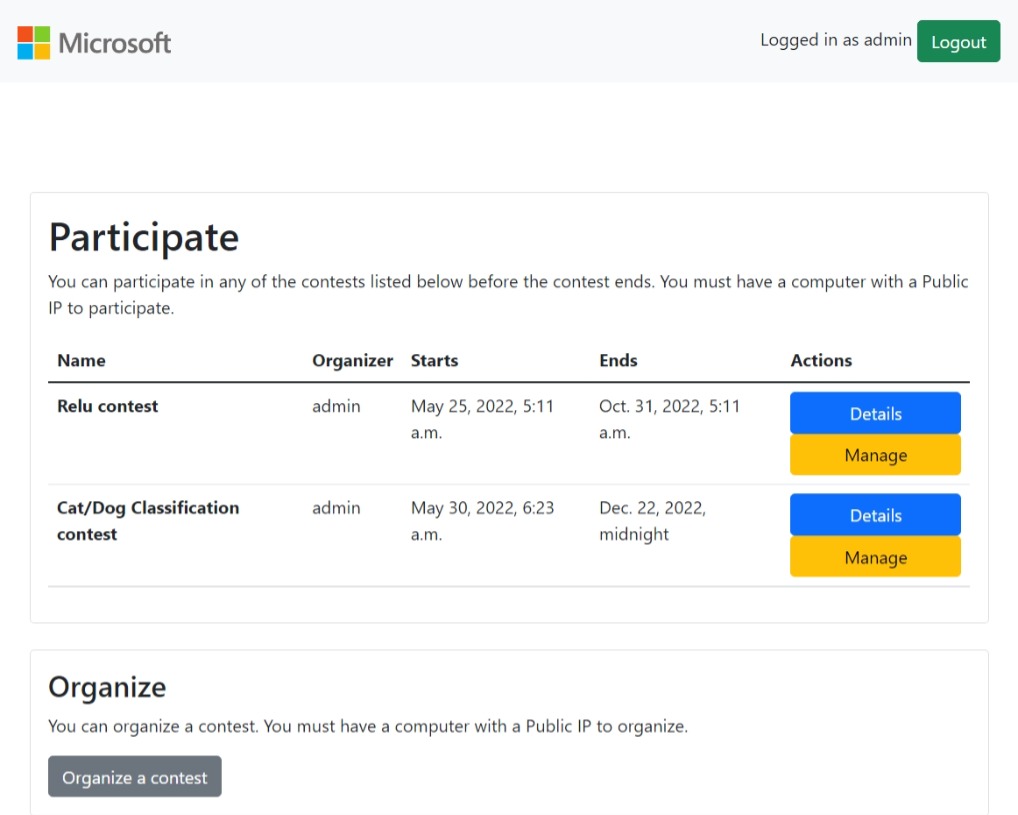 Microsoft
Logged in as admin
Logout
Participate
You can participate in any of the contests listed below before the contest ends. You must have a computer with a Public
IP to participate.
Name Organizer Starts Ends Actions
Relu contest admin May 25, 2022, 5:11 Oct. 31, 2022, 5:11 Details
a.m. a.m.
Manage
Cat/Dog Classification admin May 30, 2022, 6:23 Dec. 22, 2022, Details
contest a.m. midnight
Manage
Organize
You can organize a contest. You must have a computer with a Public IP to organize.
Organize a contest